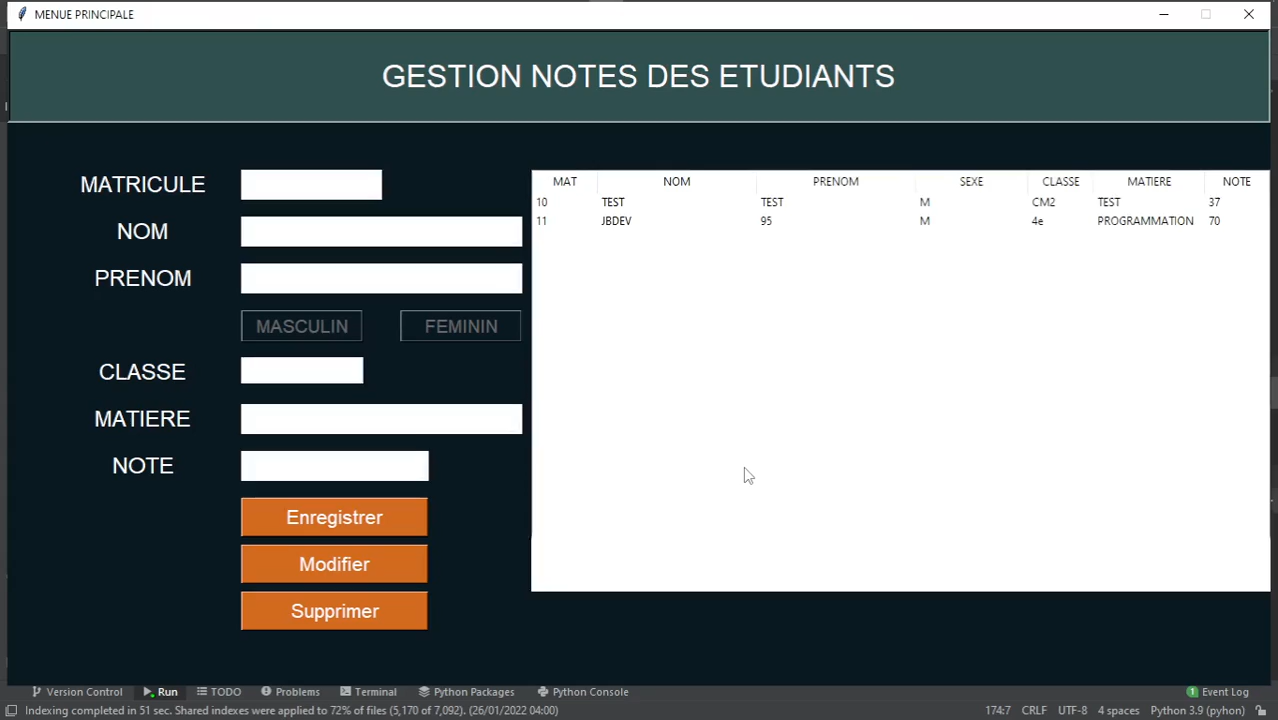 MENUE PRINCIPALE
GESTION NOTES DES ETUDIANTS
MATRICULE
NOM
PRENOM
MASCULIN FEMININ
CLASSE
MATIERE
NOTE
Enregistrer
Modifier
Supprimer
MAT NOM PRENOM SEXE CLASSE MATIERE NOTE
10 TEST TEST M CM2 TEST 37
11 JBDEV 95 M 4e PROGRAMMATION 70
Version Control Run TODO Problems Terminal Python Packages Python Console 1 Event Log
Indexing completed in 51 sec. Shared indexes were applied to 72% of files (5,170 of 7,092). (26/01/2022 04:00) 174:7 CRLF UTF-8 4 spaces Python 3.9 (pyhon)